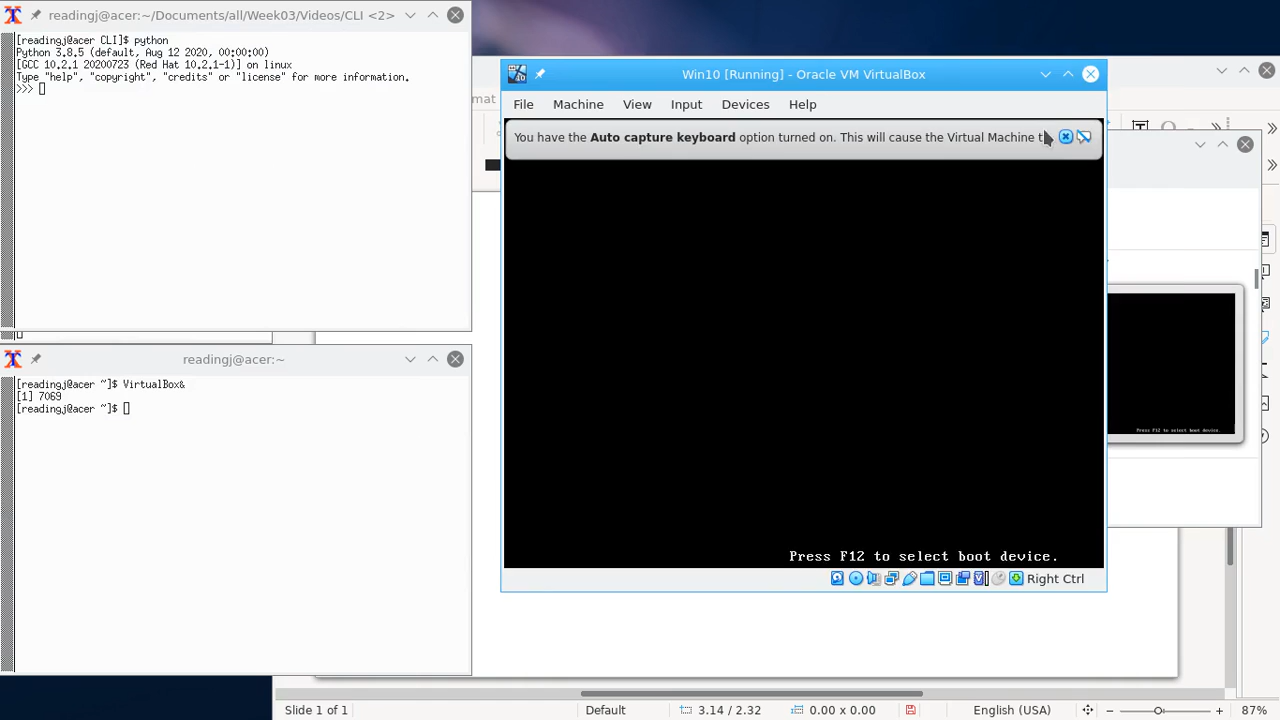 readingj@acer:~/Documents/all/Week03/Videos/CLI <2>
[readingj@acer CLI]$ python
Python 3.8.5 (default, Aug 12 2020, 00:00:00)
[GCC 10.2.1 20200723 (Red Hat 10.2.1-1)] on linux
Type "help", "copyright", "credits" or "license" for more information.
>>>
readingj@acer:~
[readingj@acer ~]$ VirtualBox&
[1] 7069
[readingj@acer ~]$
mat
Win10 [Running] - Oracle VM VirtualBox
File Machine View Input Devices Help
You have the Auto capture keyboard option turned on. This will cause the Virtual Machine t
Press F12 to select boot device.
Right Ctrl
Press F12 to select boot device.
Slide 1 of 1 Default 3.14 / 2.32 0.00 x 0.00 English (USA) 87%